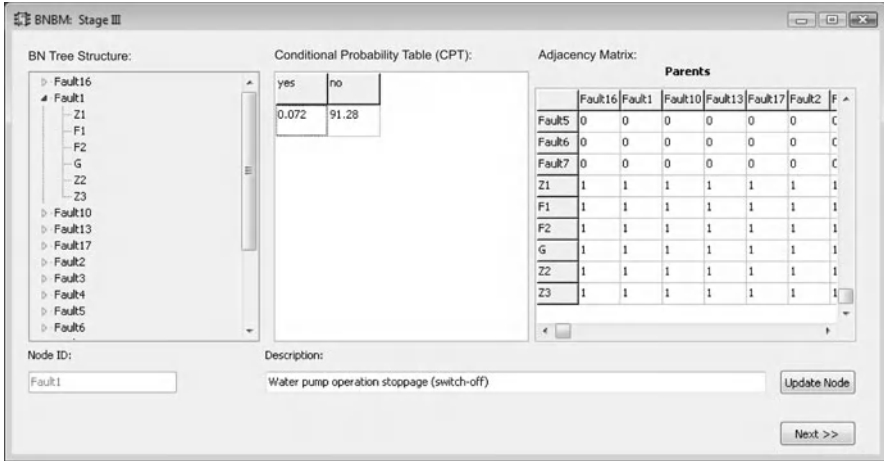 BNBM: Stage III
BN Tree Structure:
Conditional Probability Table (CPT):
Adjacency Matrix:
Parents
Fault16
Fault1
Z1
F1
F2
G
Z2
Z3
Fault10
Fault13
Fault17
Fault2
Fault3
Fault4
Fault5
Fault6
yes no
0.072 91.28
Fault16 Fault1 Fault10 Fault13 Fault17 Fault2 F
Fault5 0 0 0 0 0 0
Fault6 0 0 0 0 0 0
Fault7 0 0 0 0 0 0
Z1 1 1 1 1 1 1 1
F1 1 1 1 1 1 1 1
F2 1 1 1 1 1 1 1
G 1 1 1 1 1 1 1
Z2 1 1 1 1 1 1 1
Z3 1 1 1 1 1 1 1
Node ID:
Description:
Fault1
Water pump operation stoppage (switch-off)
Update Node
Next >>